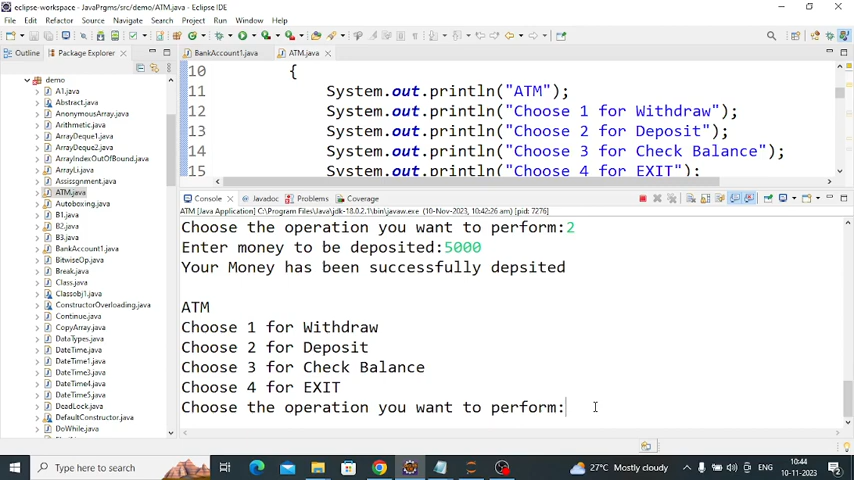 eclipse-workspace - JavaPrgms/src/demo/ATM.java - Eclipse IDE
File Edit Refactor Source Navigate Search Project Run Window Help
Outline Package Explorer
BankAccount1.java ATM.java
demo
A1.java
Abstract.java
AnonymousArray.java
Arithmetic.java
ArrayDeque1.java
ArrayDeque2.java
ArrayIndexOutOfBound.java
ArrayLi.java
Assissgnment.java
ATM.java
Autoboxing.java
B1.java
B2.java
B3.java
BankAccount1.java
BitwiseOp.java
Break.java
Class.java
Classobj1.java
ConstructorOverloading.java
Continue.java
CopyArray.java
DataTypes.java
DateTime.java
DateTime1.java
DateTime3.java
DateTime4.java
DateTime5.java
DeadLock.java
DefaultConstructor.java
DoWhile.java
10 {
11 System.out.println("ATM");
12 System.out.println("Choose 1 for Withdraw");
13 System.out.println("Choose 2 for Deposit");
14 System.out.println("Choose 3 for Check Balance");
15 System.out.println("Choose 4 for EXIT");
Console Javadoc Problems Coverage
ATM [Java Application] C:\Program Files\Java\jdk-18.0.2.1\bin\javaw.exe (10-Nov-2023, 10:42:26 am) [pid: 7276]
Choose the operation you want to perform:2
Enter money to be deposited:5000
Your Money has been successfully depsited
ATM
Choose 1 for Withdraw
Choose 2 for Deposit
Choose 3 for Check Balance
Choose 4 for EXIT
Choose the operation you want to perform:
Type here to search
27°C Mostly cloudy
ENG
10:44
10-11-2023
2